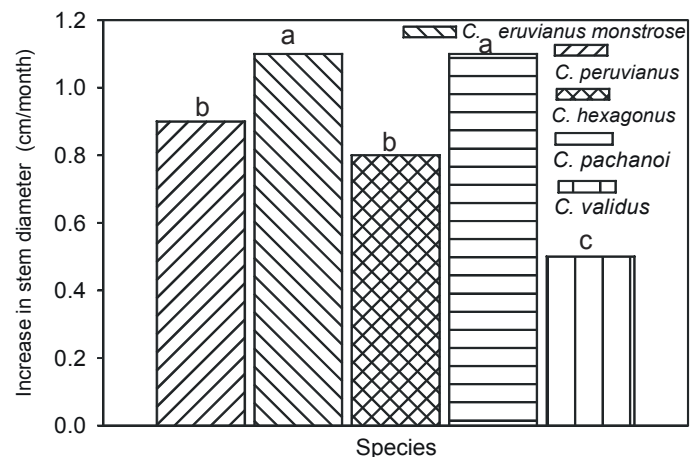 1.2
1.0
0.8
0.6
0.4
0.2
0.0
Increase in stem diameter (cm/month)
b
a
b
a
c
C. eruvianus monstrose
C. peruvianus
C. hexagonus
C. pachanoi
C. validus
Species